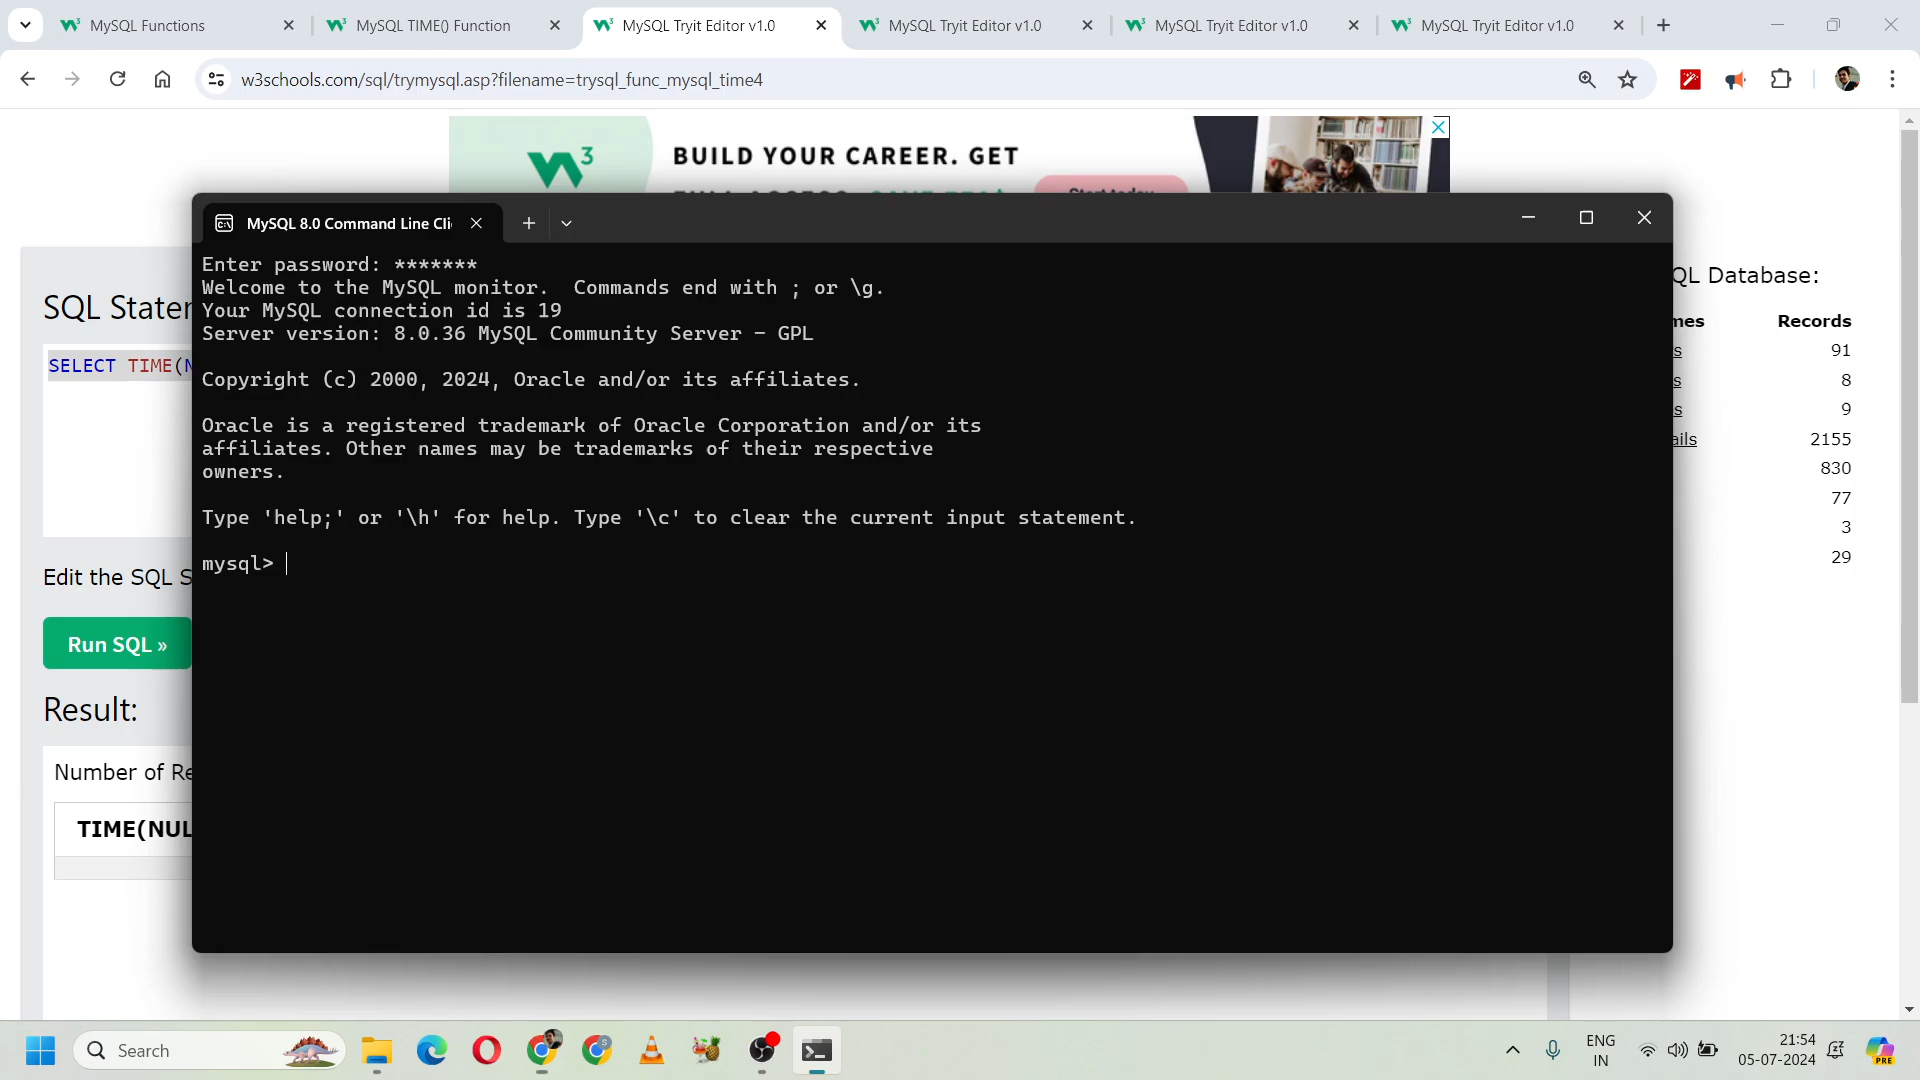 MySQL Functions
MySQL TIME() Function
MySQL Tryit Editor v1.0
MySQL Tryit Editor v1.0
MySQL Tryit Editor v1.0
MySQL Tryit Editor v1.0
w3schools.com/sql/trymysql.asp?filename=trysql_func_mysql_time4
BUILD YOUR CAREER. GET
Start today
MySQL 8.0 Command Line Cli
Enter password: *******
Welcome to the MySQL monitor.  Commands end with ; or \g.
Your MySQL connection id is 19
Server version: 8.0.36 MySQL Community Server - GPL
Copyright (c) 2000, 2024, Oracle and/or its affiliates.
Oracle is a registered trademark of Oracle Corporation and/or its
affiliates. Other names may be trademarks of their respective
owners.
Type 'help;' or '\h' for help. Type '\c' to clear the current input statement.
mysql>
SQL Stater
SELECT TIME(N
Edit the SQL S
Run SQL »
Result:
Number of Re
TIME(NUL
QL Database:
mes Records
s 91
s 8
s 9
ails 2155
830
77
3
29
Search
ENG
IN
21:54
05-07-2024
PRE